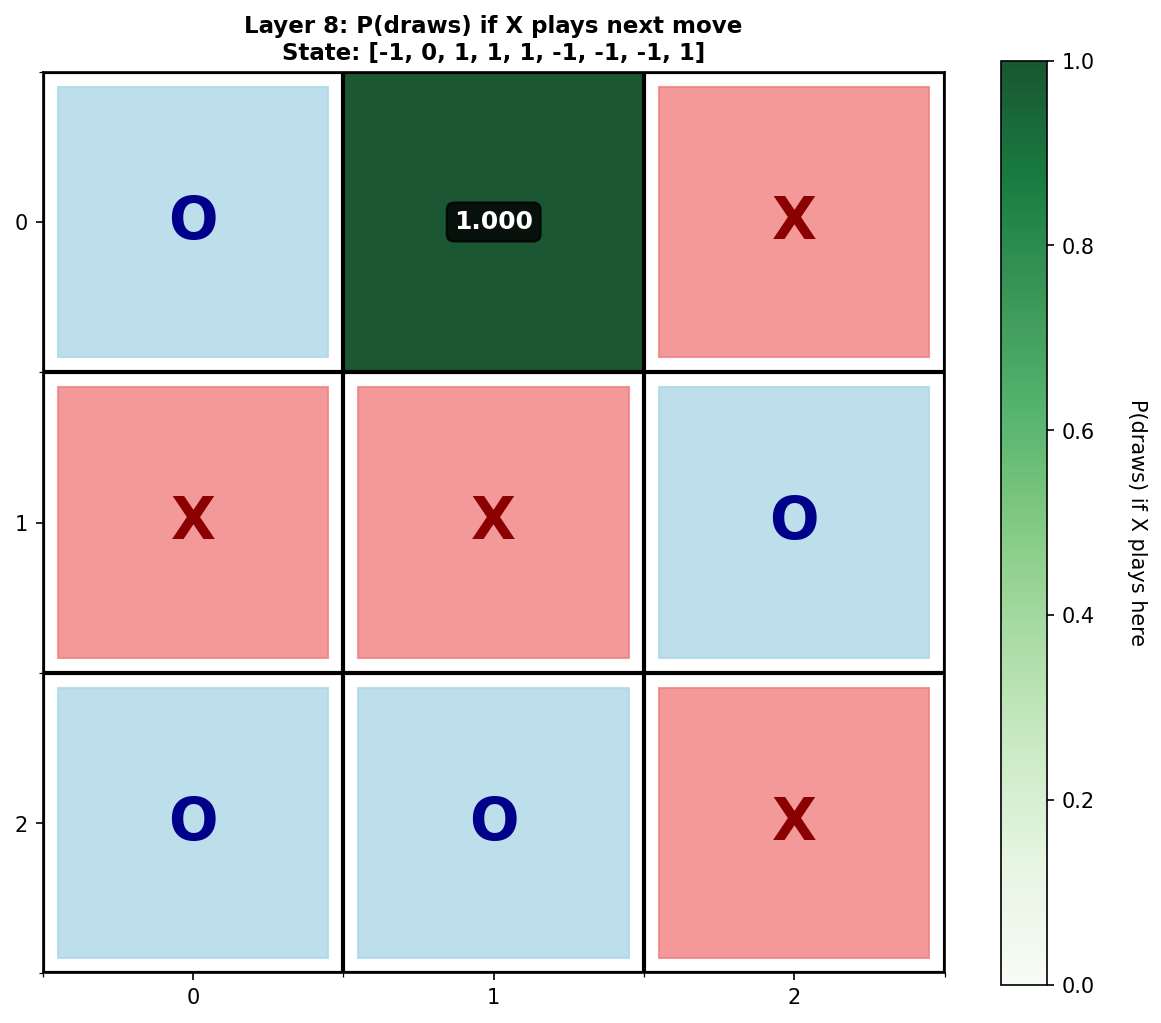 Layer 8: P(draws) if X plays next move
State: [-1, 0, 1, 1, 1, -1, -1, -1, 1]
0
O
1.000
X
1
X
X
O
2
O
O
X
0
1
2
1.0
0.8
0.6
0.4
0.2
0.0
P(draws) if X plays here